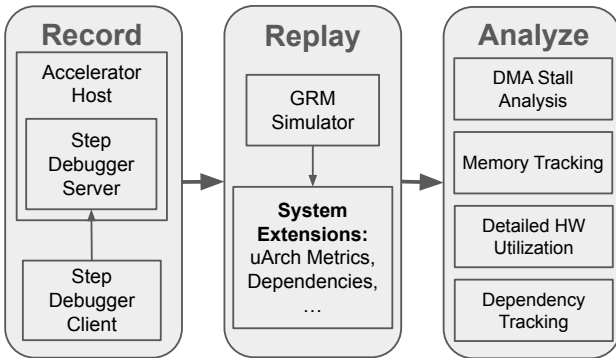 Record
Accelerator
Host
Step
Debugger
Server
Step
Debugger
Client
Replay
GRM
Simulator
System
Extensions:
uArch Metrics,
Dependencies,
…
Analyze
DMA Stall
Analysis
Memory Tracking
Detailed HW
Utilization
Dependency
Tracking